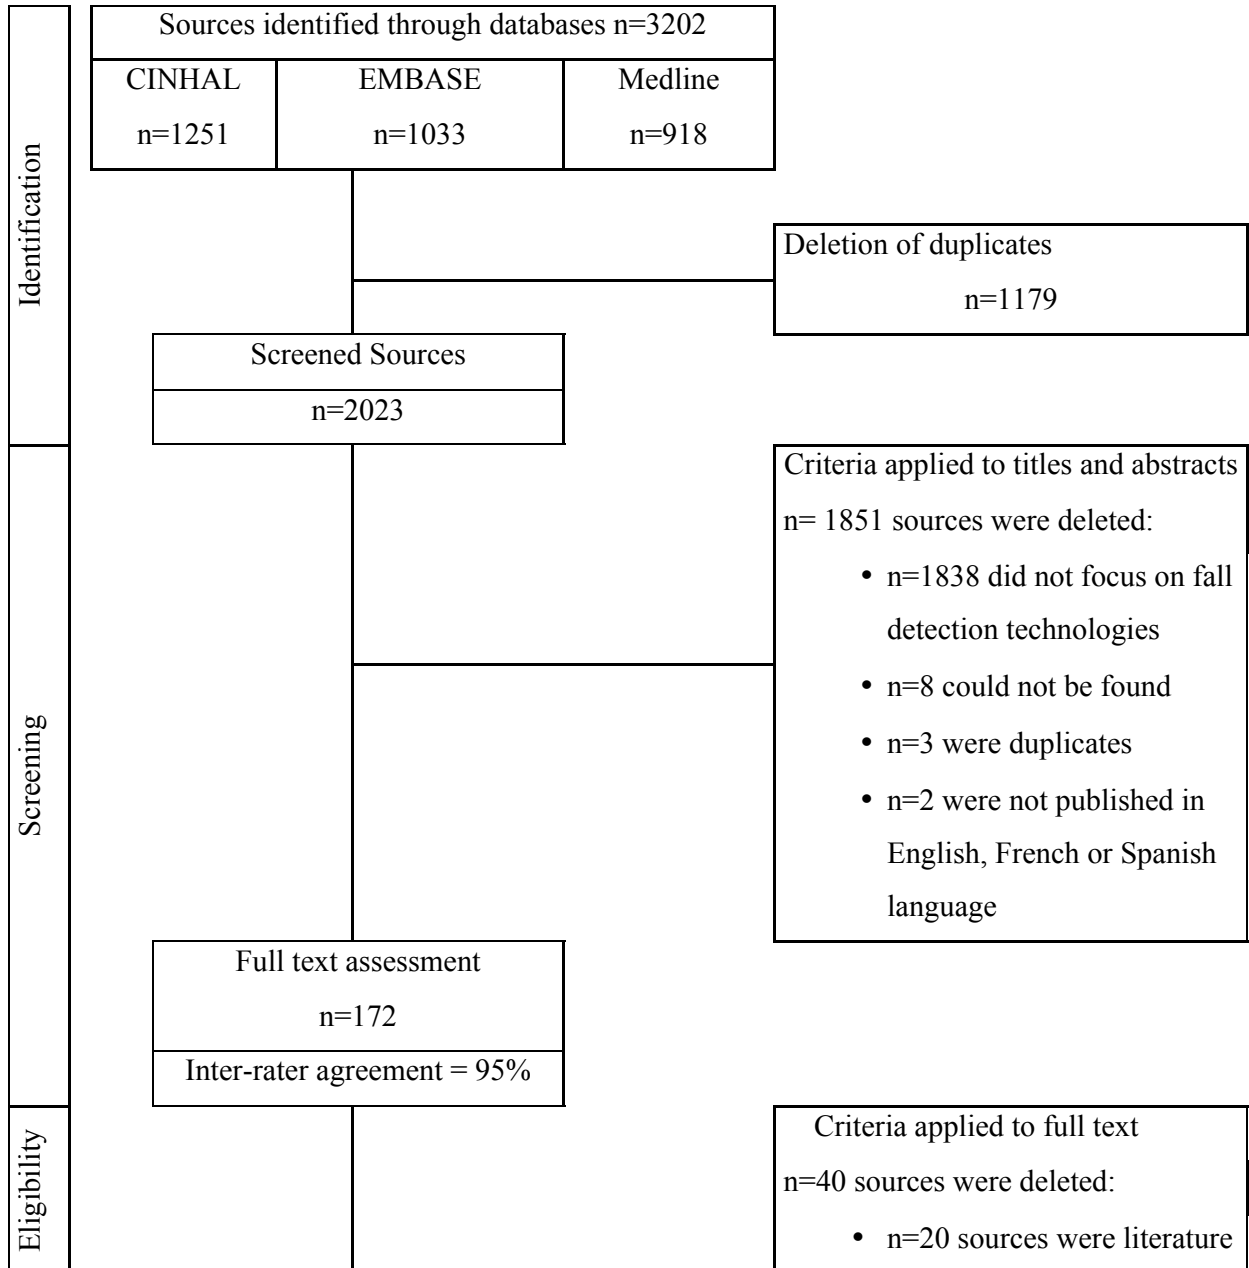 Identification
Sources identified through databases n=3202
CINHAL
n=1251
EMBASE
n=1033
Medline
n=918
Deletion of duplicates
n=1179
Screened Sources
n=2023
Screening
Criteria applied to titles and abstracts
n= 1851 sources were deleted:
• n=1838 did not focus on fall
detection technologies
• n=8 could not be found
• n=3 were duplicates
• n=2 were not published in
English, French or Spanish
language
Full text assessment
n=172
Inter-rater agreement = 95%
Eligibility
Criteria applied to full text
n=40 sources were deleted:
• n=20 sources were literature